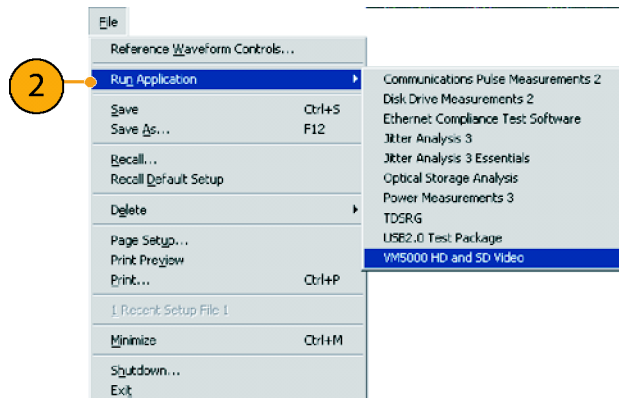 File
Reference Waveform Controls...
2
Run Application
Save Ctrl+S
Save As... F12
Recall...
Recall Default Setup
Delete
Page Setup...
Print Preview
Print... Ctrl+P
1 Recent Setup File 1
Minimize Ctrl+M
Shutdown...
Exit
Communications Pulse Measurements 2
Disk Drive Measurements 2
Ethernet Compliance Test Software
Jitter Analysis 3
Jitter Analysis 3 Essentials
Optical Storage Analysis
Power Measurements 3
TDSRG
USB2.0 Test Package
VM5000 HD and SD Video